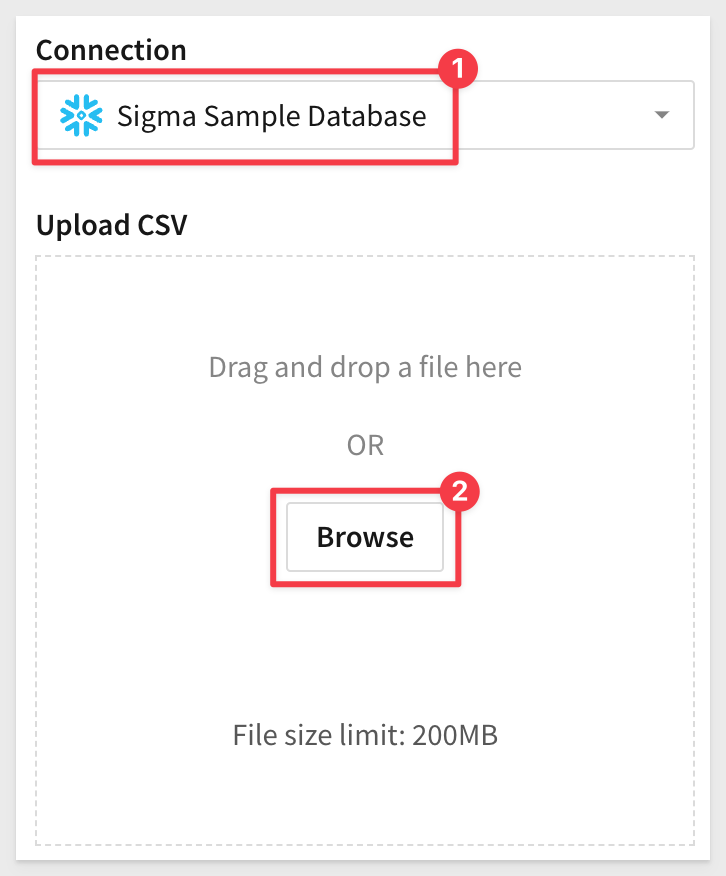 Connection
1
Sigma Sample Database
Upload CSV
Drag and drop a file here
OR
2
Browse
File size limit: 200MB